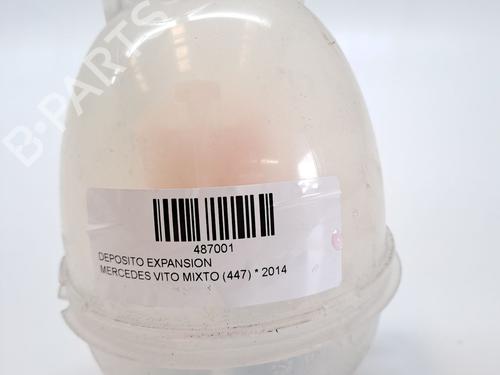 B-PARTS
487001
DEPOSITO EXPANSION
MERCEDES VITO MIXTO (447) * 2014